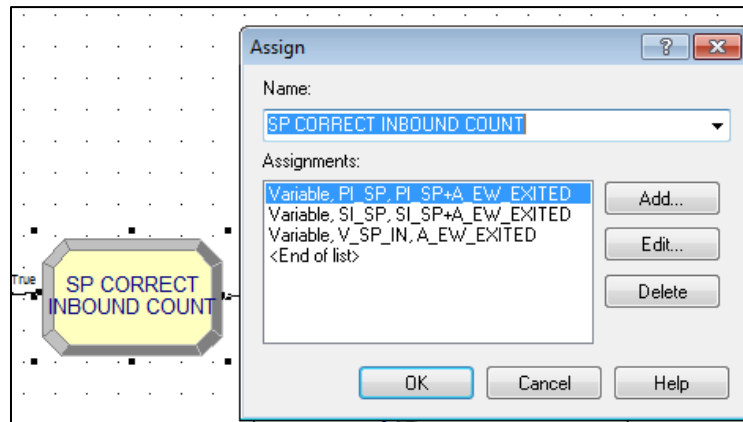 Assign
Name:
SP CORRECT INBOUND COUNT
Assignments:
Variable, PI_SP, PI_SP+A_EW_EXITED
Variable, SI_SP, SI_SP+A_EW_EXITED
Variable, V_SP_IN, A_EW_EXITED
<End of list>
Add...
Edit...
Delete
OK
Cancel
Help
True
SP CORRECT
INBOUND COUNT